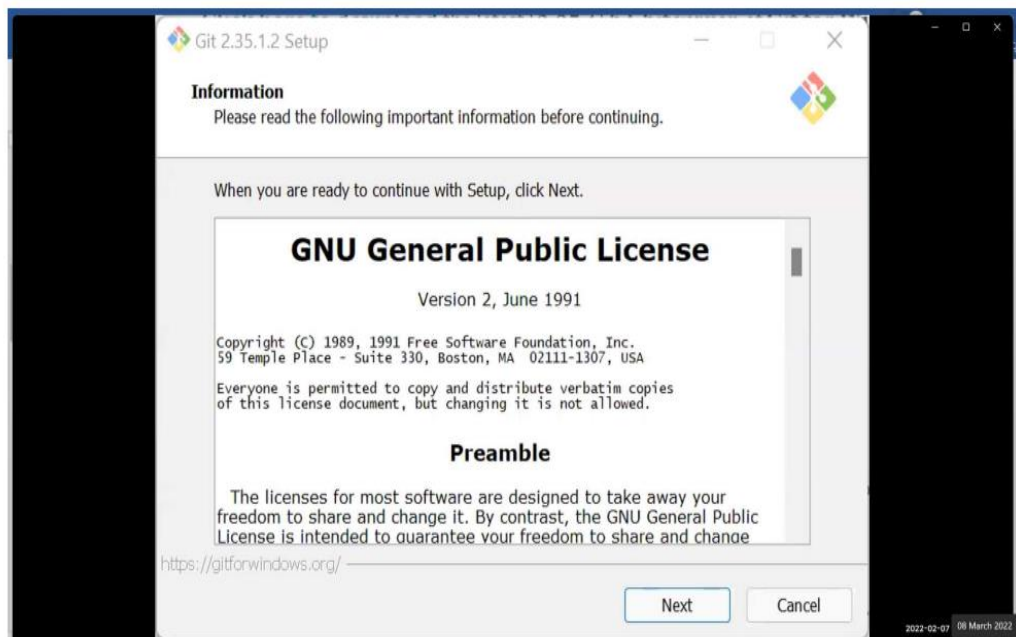 Git 2.35.1.2 Setup
Information
Please read the following important information before continuing.
When you are ready to continue with Setup, click Next.
GNU General Public License
Version 2, June 1991
Copyright (C) 1989, 1991 Free Software Foundation, Inc.
59 Temple Place - Suite 330, Boston, MA  02111-1307, USA
Everyone is permitted to copy and distribute verbatim copies
of this license document, but changing it is not allowed.
Preamble
The licenses for most software are designed to take away your
freedom to share and change it. By contrast, the GNU General Public
License is intended to guarantee your freedom to share and change
https://gitforwindows.org/
Next
Cancel
2022-02-07
08 March 2022